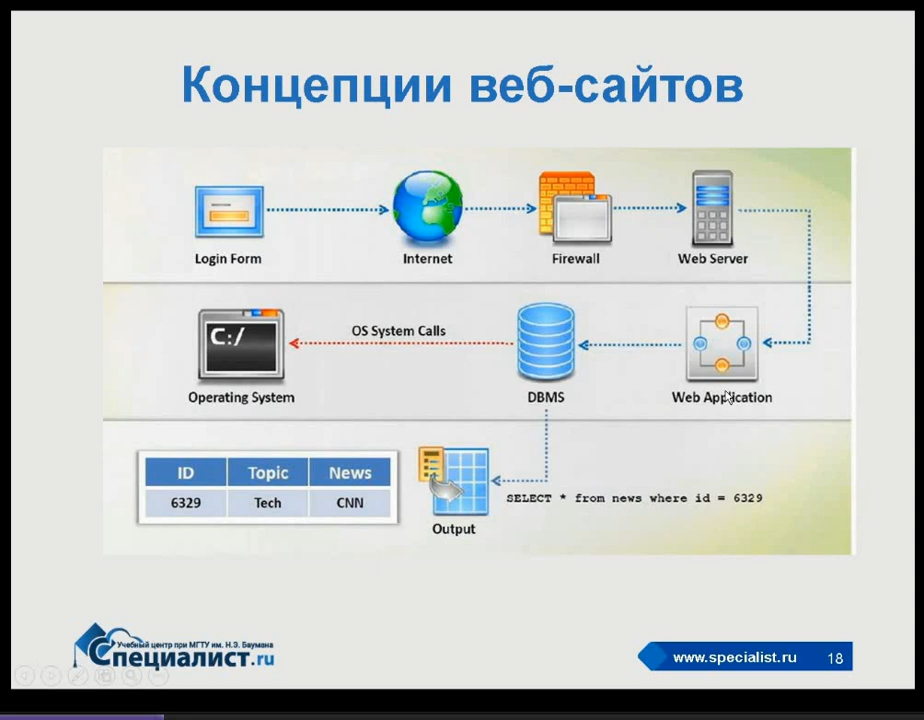 Концепции веб-сайтов
Login Form
Internet
Firewall
Web Server
C:/
OS System Calls
Operating System
DBMS
Web Application
ID Topic News
6329 Tech CNN
Output
SELECT * from news where id = 6329
Учебный центр при МГТУ им. Н.Э. Баумана
Специалист.ru
www.specialist.ru 18